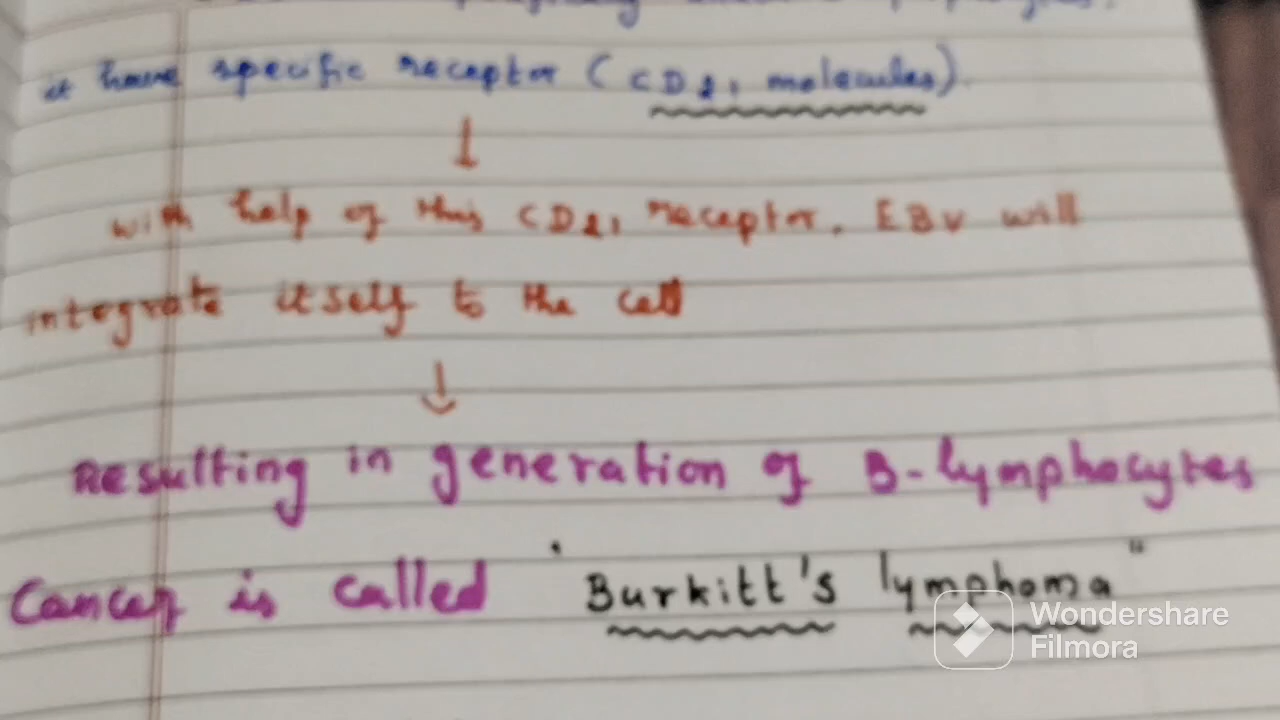 it have specific receptor (CD21 molecules).
with help of this CD21 receptor. EBV will
integrate itself to the cell
Resulting in generation of B-lymphocytes
Cancer is called "Burkitt's lymphoma"
Wondershare
Filmora